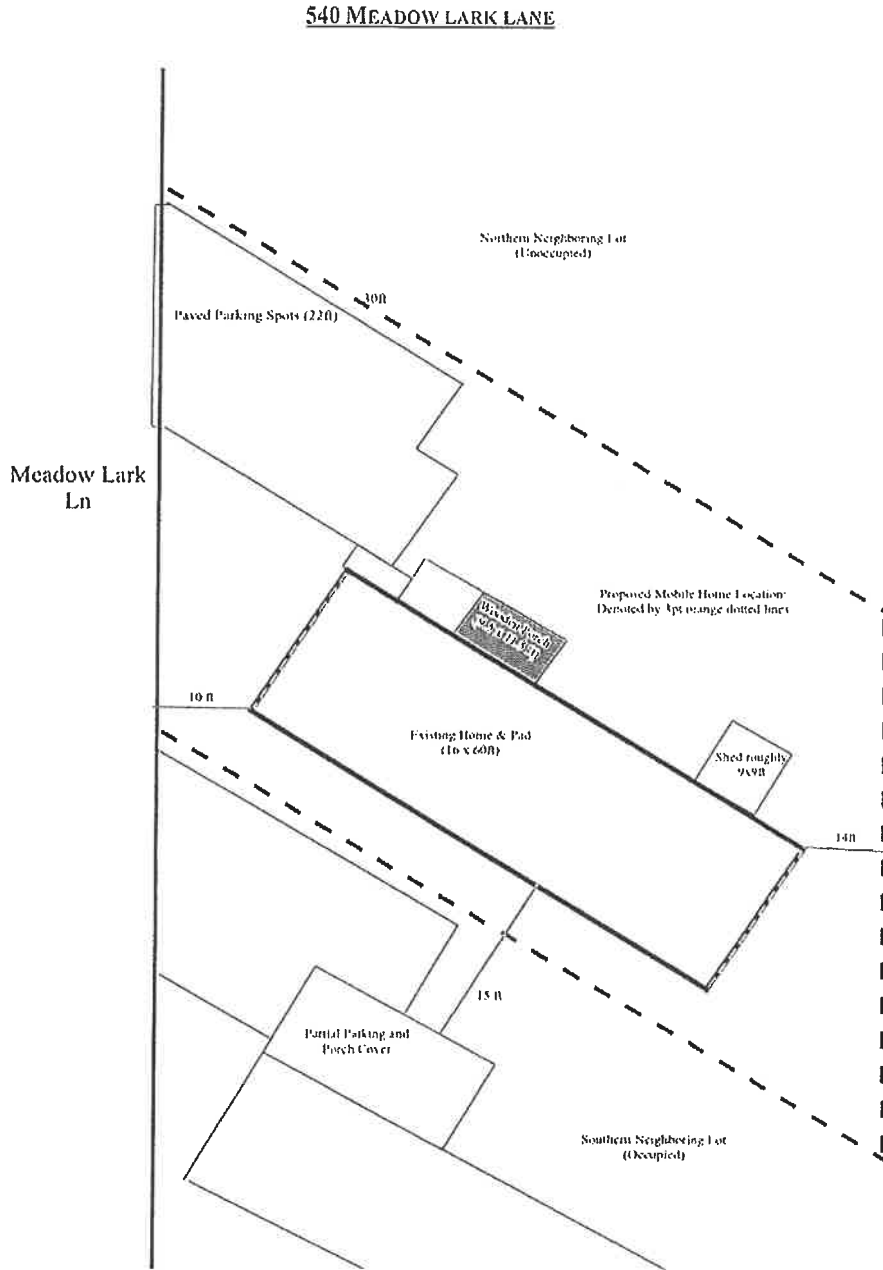 540 MEADOW LARK LANE
Northern Neighboring Lot
(Unoccupied)
30ft
Paved Parking Spots (22ft)
Meadow Lark
Ln
Proposed Mobile Home Location:
Denoted by 3pt orange dotted lines
Wooden Porch
10 ft
Existing Home & Pad
(16 x 60ft)
Shed roughly
9x9ft
14ft
15 ft
Partial Parking and
Porch Cover
Southern Neighboring Lot
(Occupied)